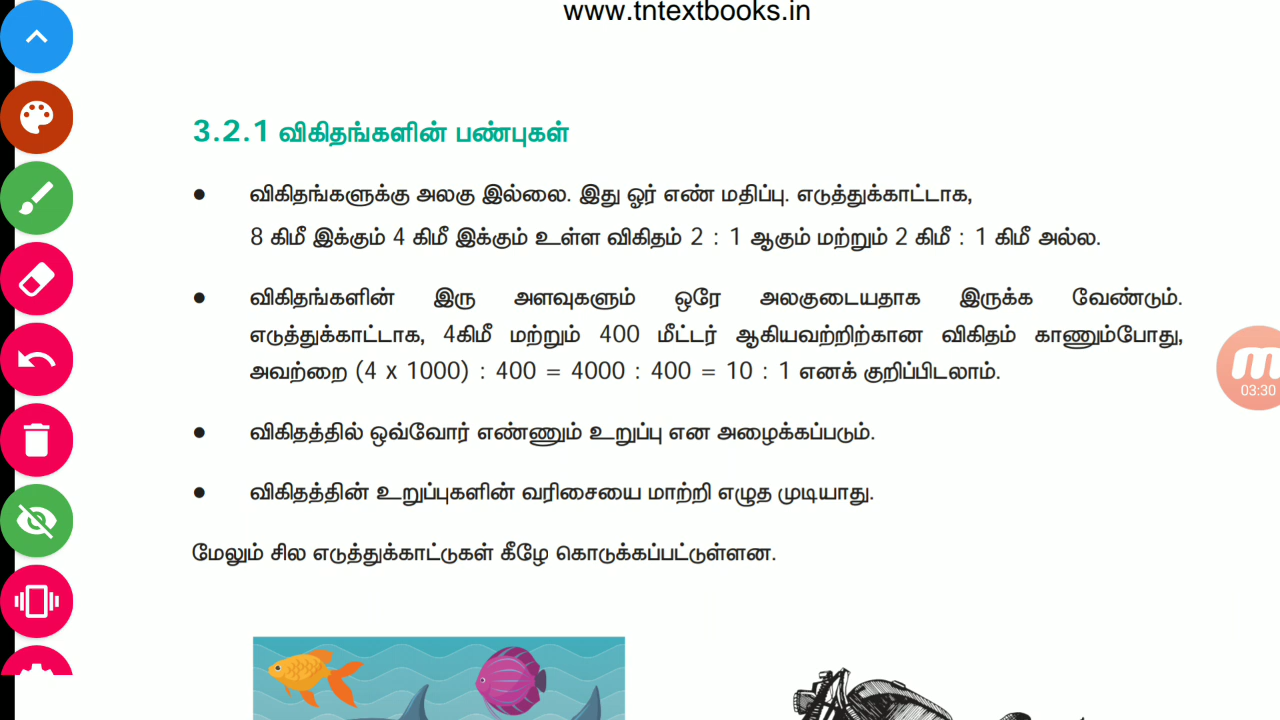 www.tntextbooks.in
3.2.1 விகிதங்களின் பண்புகள்
● விகிதங்களுக்கு அலகு இல்லை. இது ஓர் எண் மதிப்பு. எடுத்துக்காட்டாக,
8 கிமீ இக்கும் 4 கிமீ இக்கும் உள்ள விகிதம் 2 : 1 ஆகும் மற்றும் 2 கிமீ : 1 கிமீ அல்ல.
● விகிதங்களின் இரு அளவுகளும் ஒரே அலகுடையதாக இருக்க வேண்டும்.
எடுத்துக்காட்டாக, 4கிமீ மற்றும் 400 மீட்டர் ஆகியவற்றிற்கான விகிதம் காணும்போது,
அவற்றை (4 x 1000) : 400 = 4000 : 400 = 10 : 1 எனக் குறிப்பிடலாம்.
● விகிதத்தில் ஒவ்வோர் எண்ணும் உறுப்பு என அழைக்கப்படும்.
● விகிதத்தின் உறுப்புகளின் வரிசையை மாற்றி எழுத முடியாது.
மேலும் சில எடுத்துக்காட்டுகள் கீழே கொடுக்கப்பட்டுள்ளன.
03:30